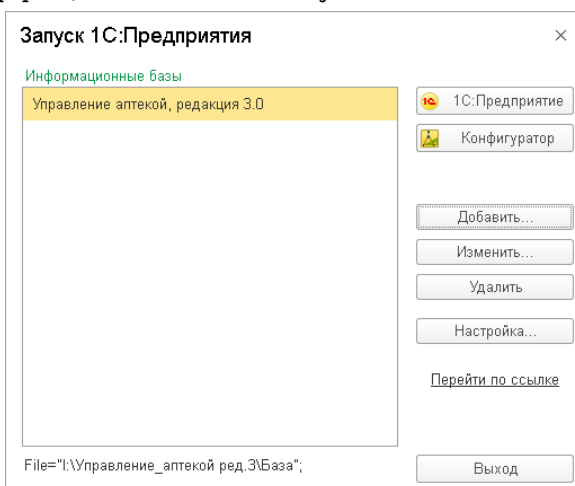 Запуск 1С:Предприятия
Информационные базы
Управление аптекой, редакция 3.0
1С:Предприятие
Конфигуратор
Добавить...
Изменить...
Удалить
Настройка...
Перейти по ссылке
File="I:\Управление_аптекой ред.3\База";
Выход